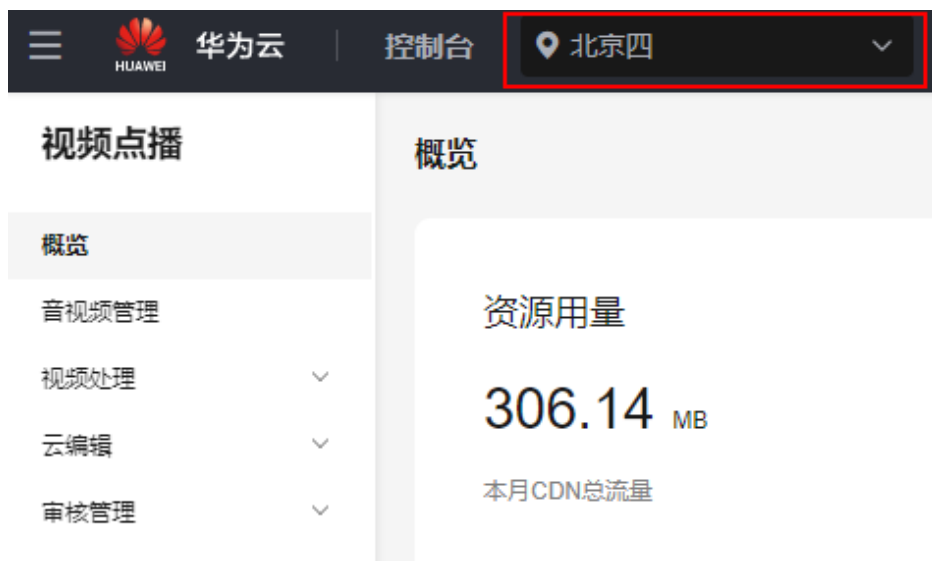 HUAWEI 华为云 控制台 北京四
视频点播
概览
概览
音视频管理
视频处理
云编辑
审核管理
资源用量
306.14 MB
本月CDN总流量